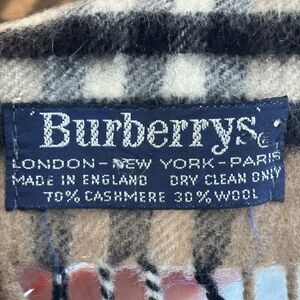 Burberrys©
LONDON-NEW YORK-PARIS
MADE IN ENGLAND DRY CLEAN ONLY
70% CASHMERE 30% WOOL